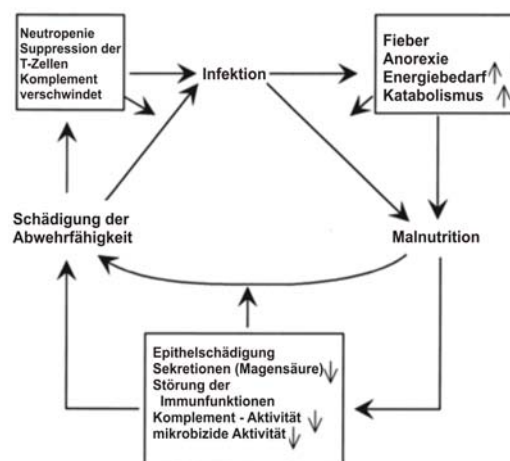 Neutropenie
Suppression der
T-Zellen
Komplement
verschwindet
Infektion
Fieber
Anorexie
Energiebedarf ↑
Katabolismus ↑
Schädigung der
Abwehrfähigkeit
Malnutrition
Epithelschädigung
Sekretionen (Magensäure) ↓
Störung der
Immunfunktionen
Komplement - Aktivität ↓
mikrobizide Aktivität ↓